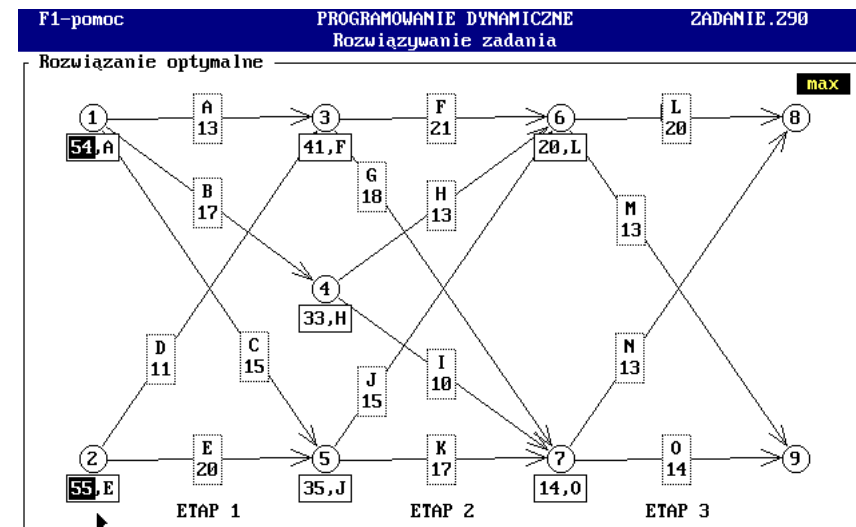 F1-pomoc PROGRAMOWANIE DYNAMICZNE ZADANIE.Z90
Rozwiązywanie zadania
Rozwiązanie optymalne
max
1 A 13 3 F 21 6 L 20 8
54,A 41,F 20,L
B 17
G 18
H 13
M 13
4
33,H
D 11
C 15
J 15
I 10
N 13
2 E 20 5 K 17 7 O 14 9
55,E 35,J 14,O
ETAP 1 ETAP 2 ETAP 3